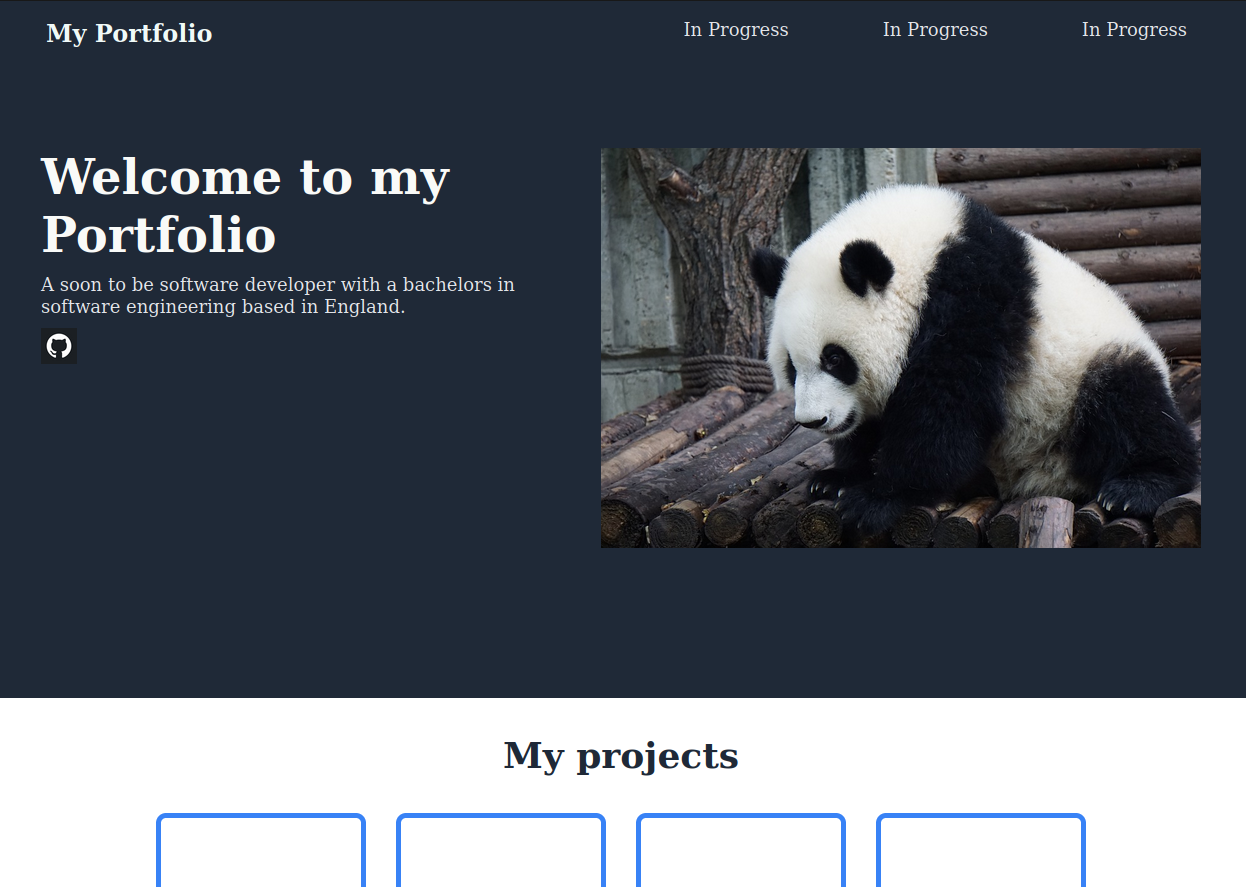 My Portfolio
In Progress
In Progress
In Progress
Welcome to my
Portfolio
A soon to be software developer with a bachelors in
software engineering based in England.
My projects